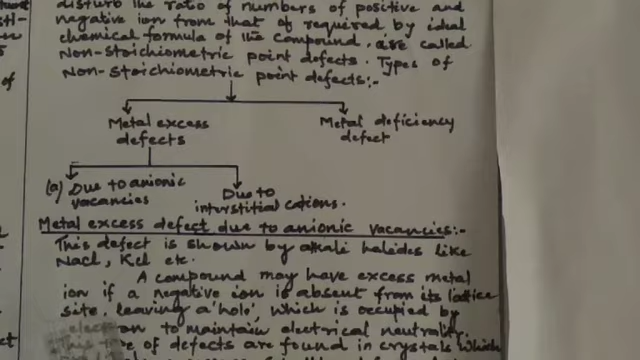 disturb the ratio of numbers of positive and
negative ion from that of required by ideal
chemical formula of the compound. are called
Non-stoichiometric point defects. Types of
Non-stoichiometric point defects:-
Metal excess
defects
Metal deficiency
defect
(a) Due to anionic
vacancies
Due to
interstitial cations.
Metal excess defect due to anionic vacancies:-
This defect is shown by alkali halides like
Nacl, Kcl etc.
A compound may have excess metal
ion if a negative ion is absent from its lattice
site, leaving a 'hole', which is occupied by
to maintain electrical neutrality.
of defects are found in crystals which
of